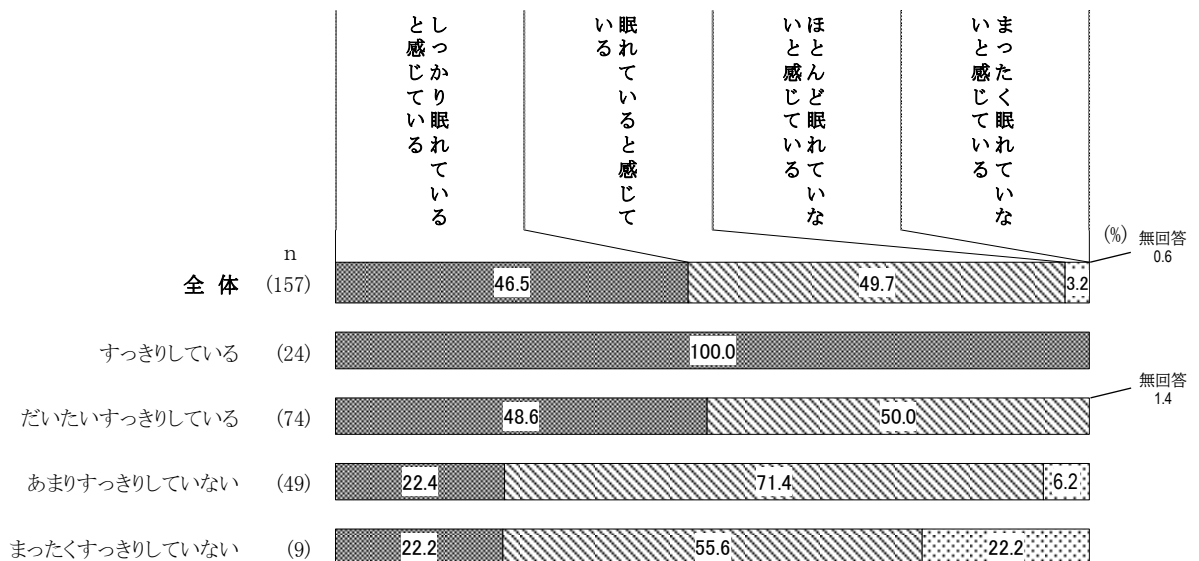 しっかり眠れている
と感じている
眠れていると感じて
いる
ほとんど眠れていな
いと感じている
まったく眠れていな
いと感じている
(%)
無回答
0.6
n
全 体 (157) 46.5 49.7 3.2
すっきりしている (24) 100.0
無回答
1.4
だいたいすっきりしている (74) 48.6 50.0
あまりすっきりしていない (49) 22.4 71.4 6.2
まったくすっきりしていない (9) 22.2 55.6 22.2